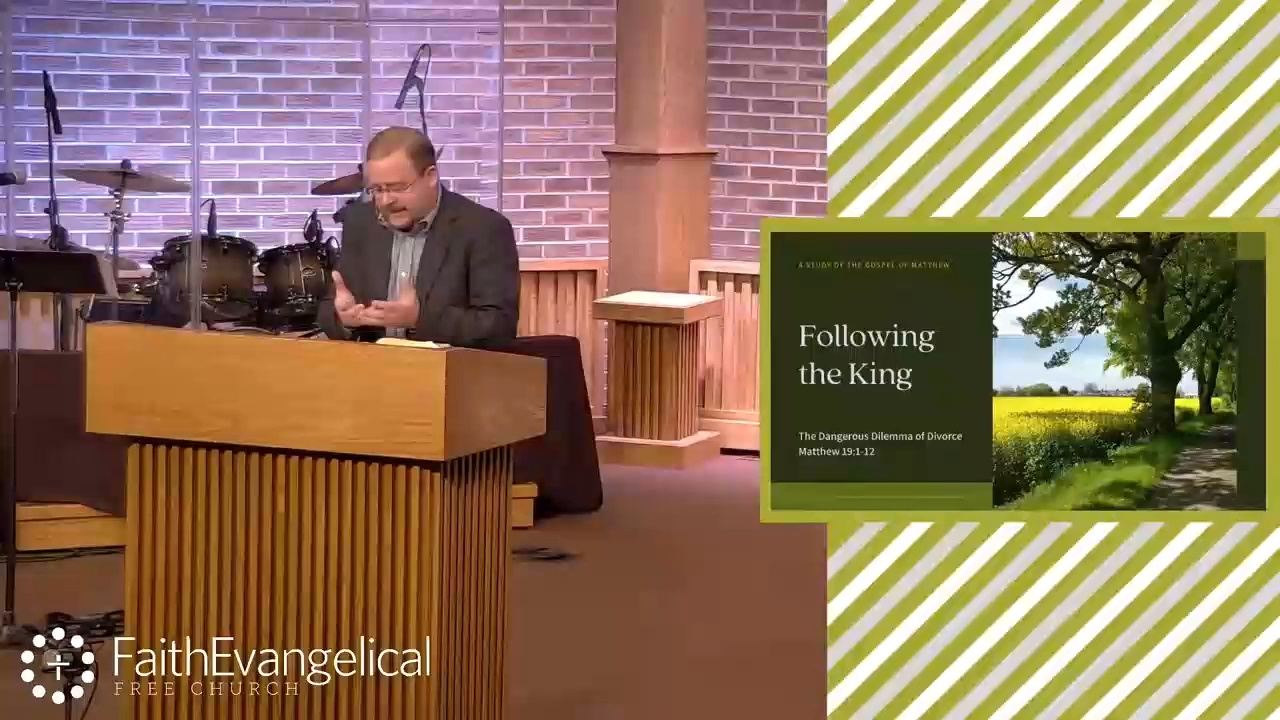 A STUDY OF THE GOSPEL OF MATTHEW
Following
the King
The Dangerous Dilemma of Divorce
Matthew 19:1-12
FaithEvangelical
FREE CHURCH